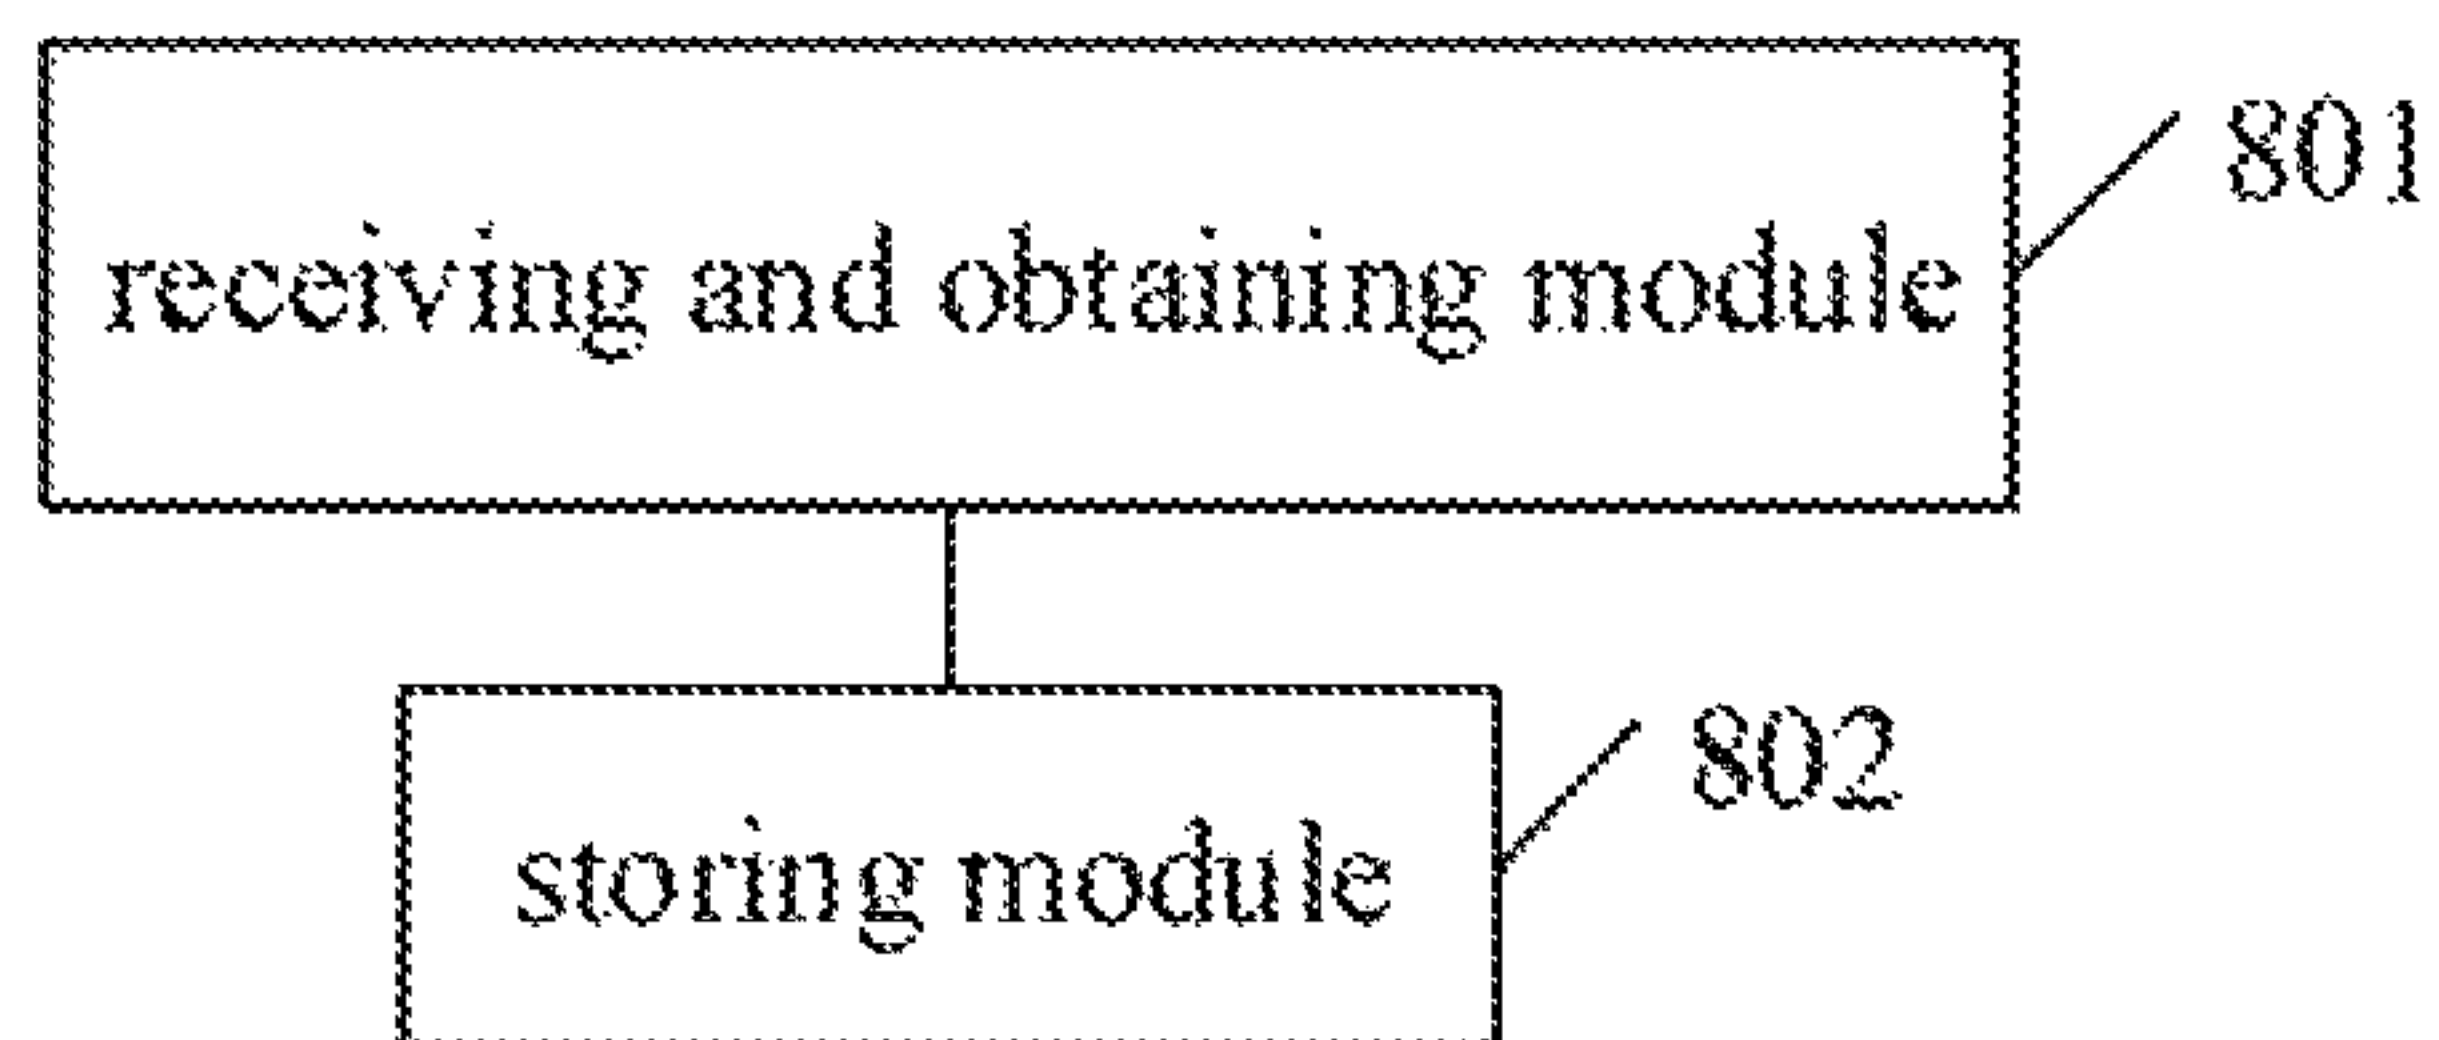 801
receiving and obtaining module
802
storing module